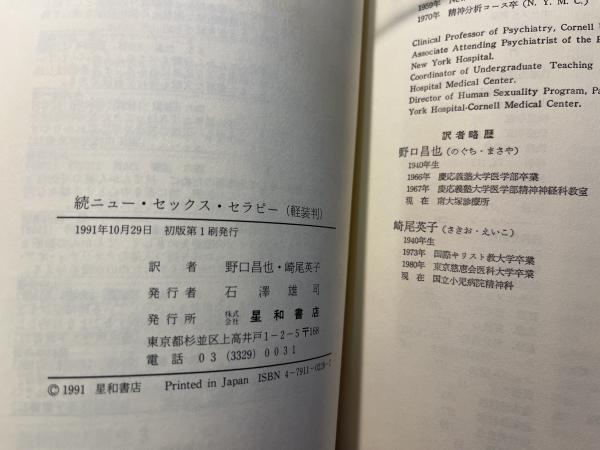 続ニュー・セックス・セラピー（軽装判）
1991年10月29日　初版第1刷発行
訳　者　野口昌也・崎尾英子
発行者　石澤雄司
発行所　株式会社　星和書店
東京都杉並区上高井戸1－2－5〒168
電話 03（3329）0031
©1991 星和書店　Printed in Japan ISBN 4-7911-
1959年
1970年　精神分析コース卒（N.Y.M.C.）
Clinical Professor of Psychiatry, Cornell
Associate Attending Psychiatrist of the
New York Hospital.
Coordinator of Undergraduate Teaching
Hospital Medical Center.
Director of Human Sexuality Program,
York Hospital-Cornell Medical Center.
訳者略歴
野口昌也（のぐち・まさや）
1940年生
1966年　慶応義塾大学医学部卒業
1967年　慶応義塾大学医学部精神神経科教室
現　在　南大塚診療所
崎尾英子（さきお・えいこ）
1940年生
1973年　国際キリスト教大学卒業
1980年　東京慈恵会医科大学卒業
現　在　国立小児病院精神科